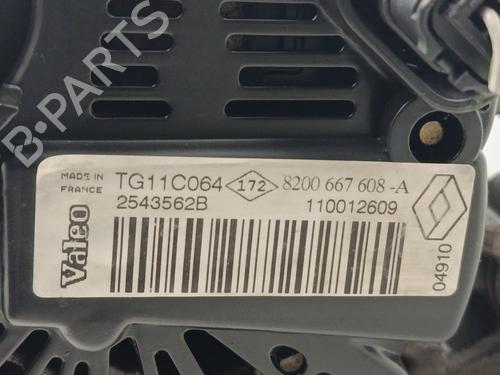 B-PARTS
MADE IN
FRANCE
TG11C064 172 8200 667 608 -A
2543562B 110012609
Valeo
04910